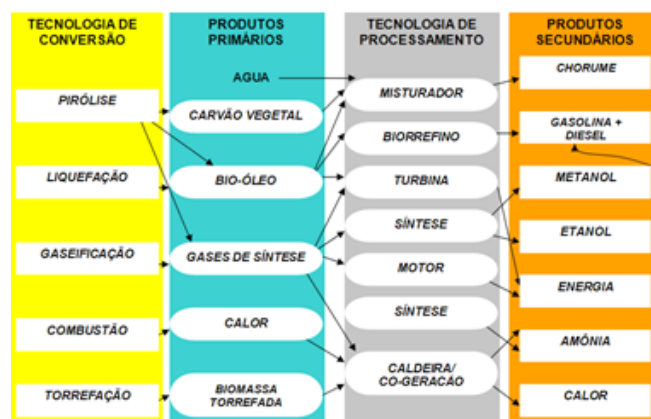 TECNOLOGIA DE
CONVERSÃO
PIRÓLISE
LIQUEFAÇÃO
GASEIFICAÇÃO
COMBUSTÃO
TORREFAÇÃO
PRODUTOS
PRIMÁRIOS
AGUA
CARVÃO VEGETAL
BIO-ÓLEO
GASES DE SÍNTESE
CALOR
BIOMASSA
TORREFADA
TECNOLOGIA DE
PROCESSAMENTO
MISTURADOR
BIORREFINO
TURBINA
SÍNTESE
MOTOR
SÍNTESE
CALDEIRA/
CO-GERACÃO
PRODUTOS
SECUNDÁRIOS
CHORUME
GASOLINA +
DIESEL
METANOL
ETANOL
ENERGIA
AMÔNIA
CALOR